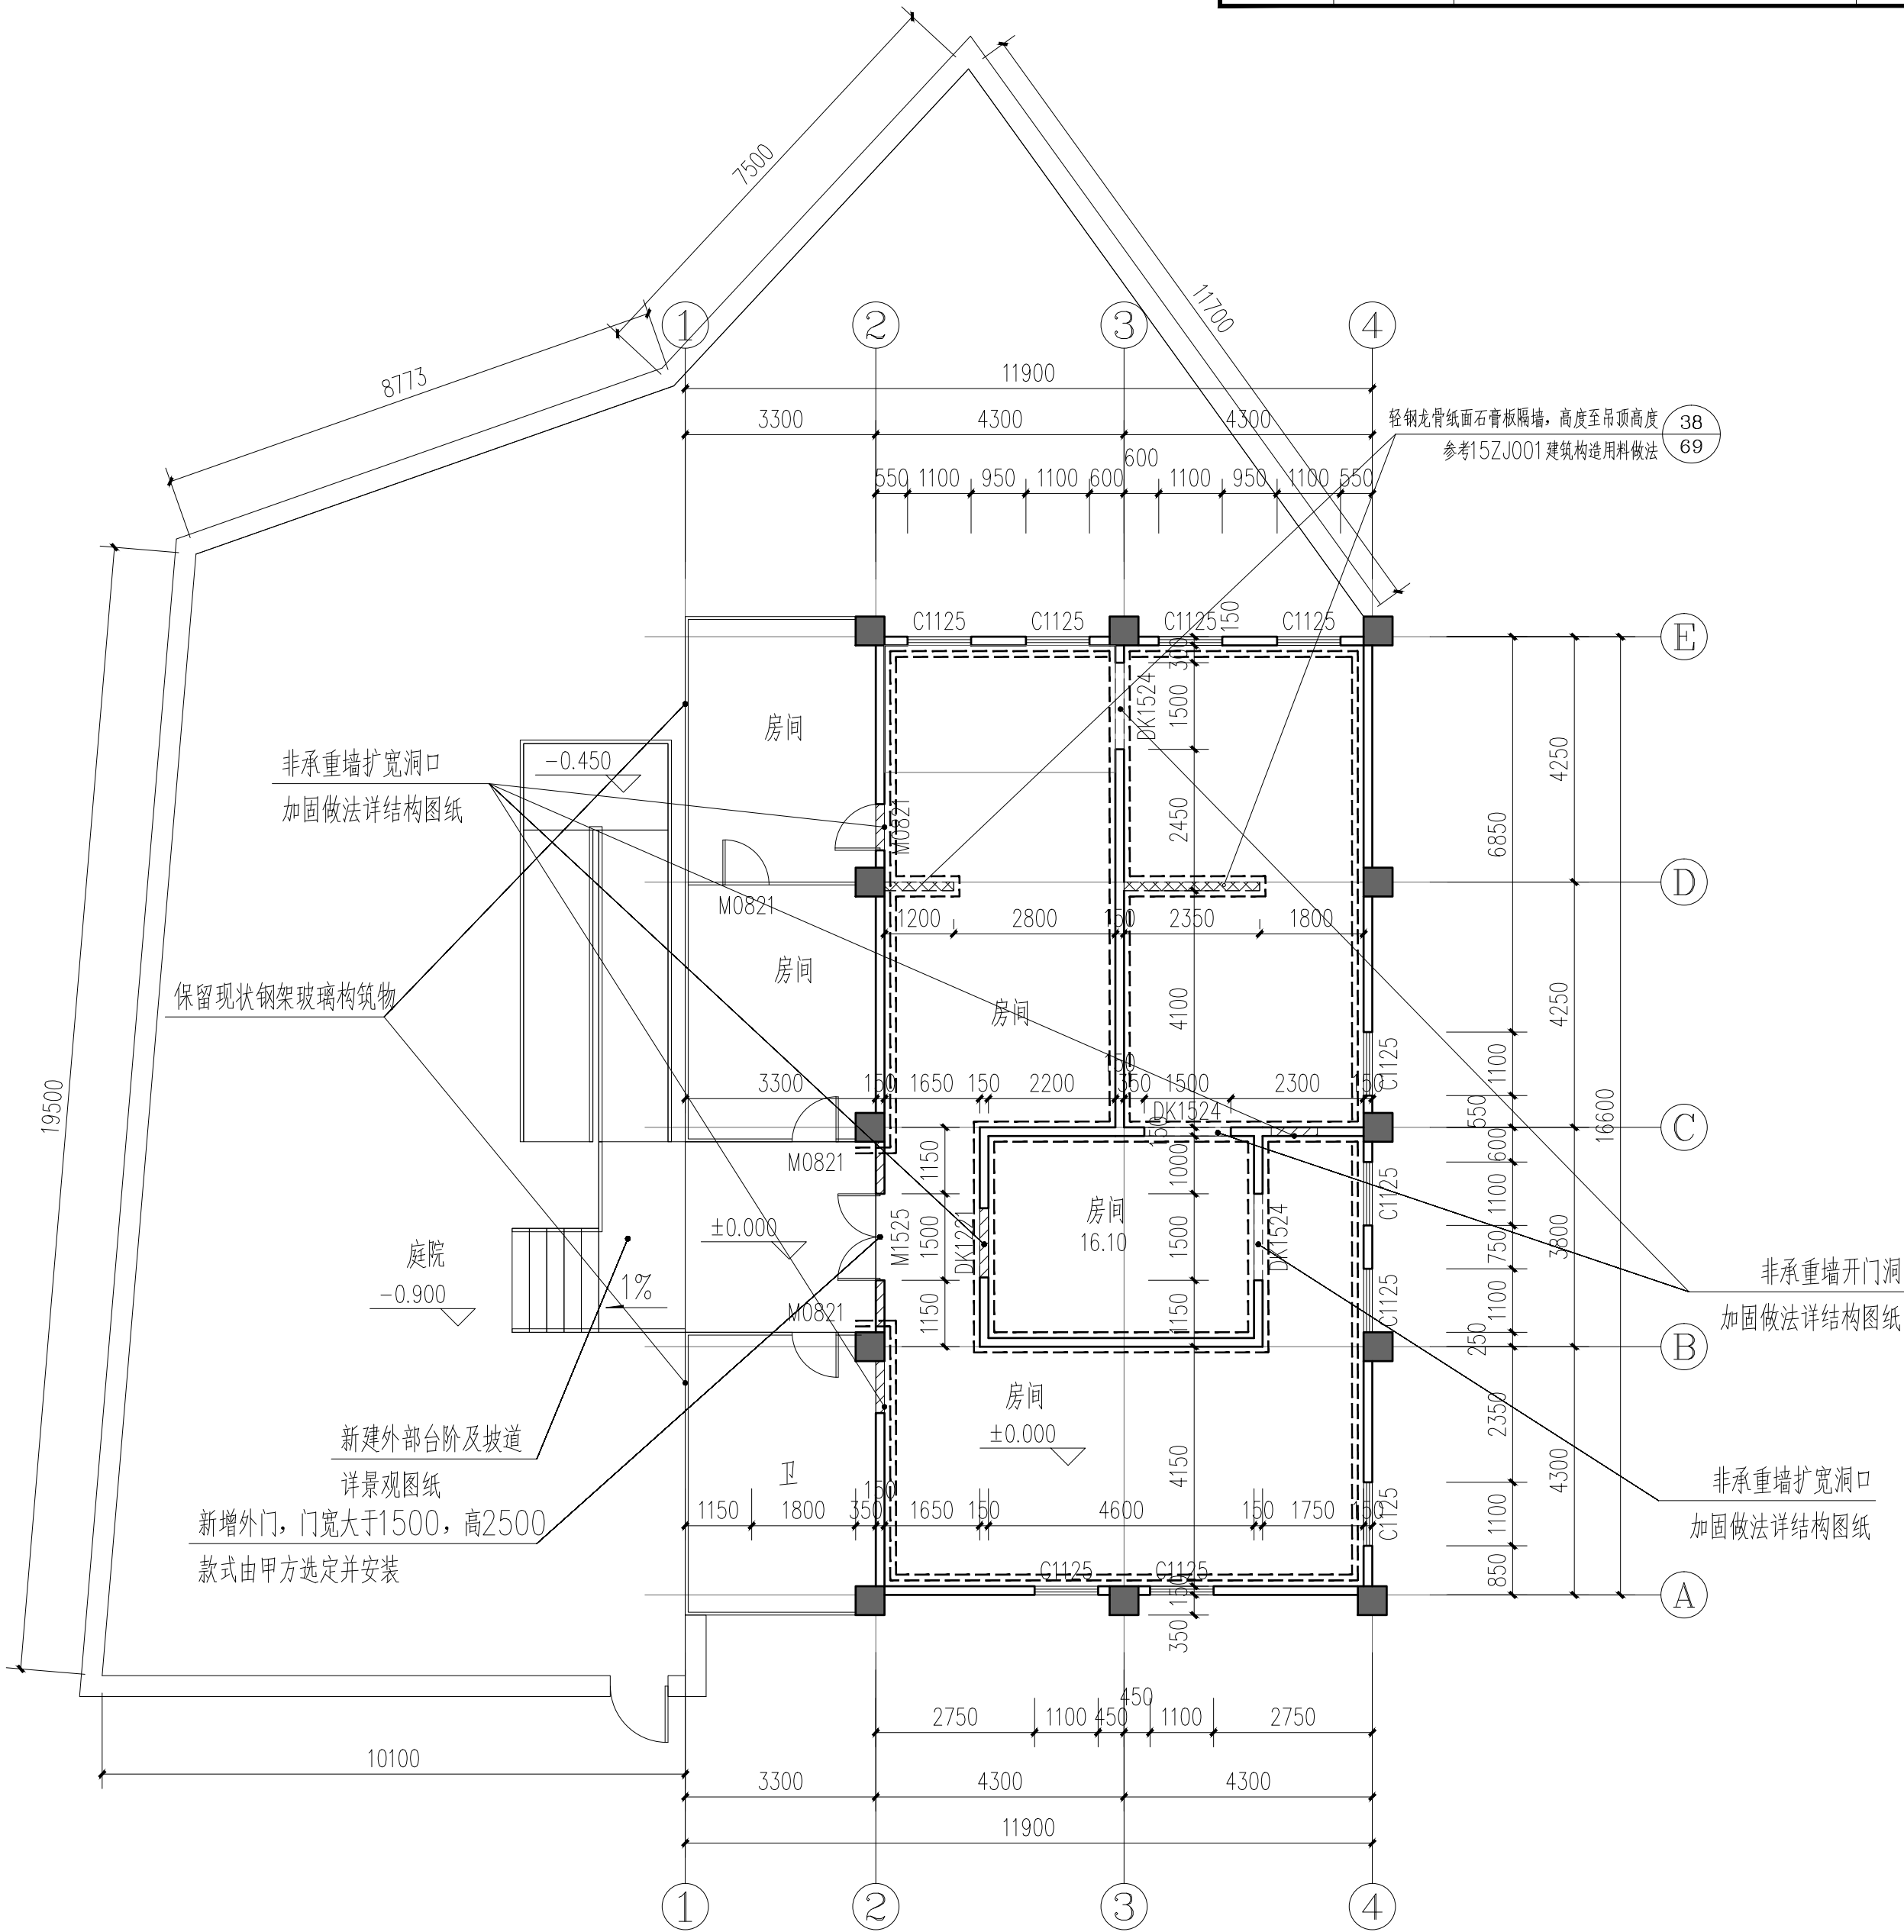 7500
11700
8773
19500
① ② ③ ④
11900
3300 4300 4300
600
550 1100 950 1100 600 1100 950 1100 550
轻钢龙骨纸面石膏板隔墙，高度至吊顶高度 38
参考15ZJ001建筑构造用料做法 69
C1125 C1125 C1125 C1125
150
300
E
房间
DK1524
1500
非承重墙扩宽洞口
加固做法详结构图纸
-0.450
4250
6850
M0821
2450
M0821
D
1200 2800 150 2350 1800
房间
保留现状钢架玻璃构筑物
房间
4100
4250
16600
C1125
1100
150
3300 150 1650 150 2200 350 1500 2300 150
DK1524
150
550
C
600
M0821
1150
1000
C1125
1100
房间
16.10
±0.000
M1525
1500
DK1221
1500
DK1524
750
3800
庭院
-0.900
1%
M0821
1150
1150
C1125
1100
250
非承重墙开门洞
加固做法详结构图纸
B
房间
±0.000
2350
新建外部台阶及坡道
详景观图纸
卫
4150
4300
非承重墙扩宽洞口
加固做法详结构图纸
新增外门，门宽大于1500，高2500
款式由甲方选定并安装
150
1150 1800 350 1650 150 4600 150 1750 150
C1125
1100
850
C1125 C1125
150
A
350
450
2750 1100 450 1100 2750
10100
3300 4300 4300
11900
① ② ③ ④